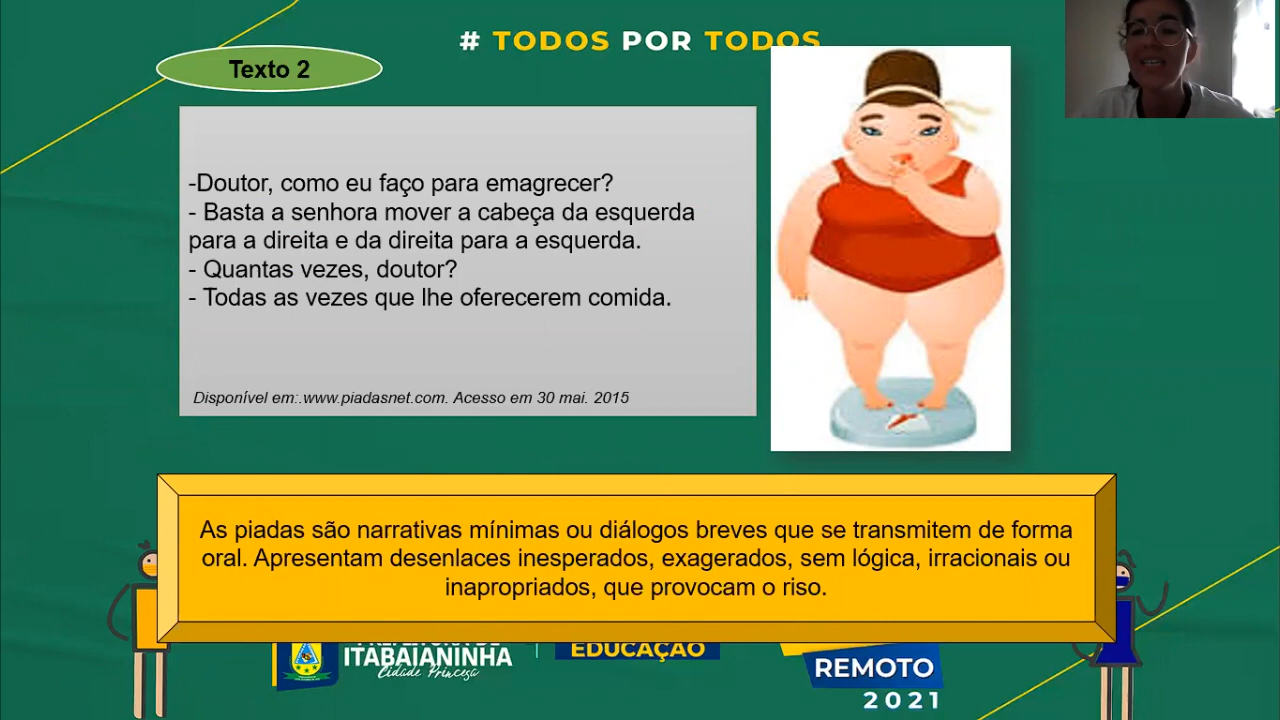 # TODOS POR TODOS
Texto 2
-Doutor, como eu faço para emagrecer?
- Basta a senhora mover a cabeça da esquerda
para a direita e da direita para a esquerda.
- Quantas vezes, doutor?
- Todas as vezes que lhe oferecerem comida.
Disponível em:.www.piadasnet.com. Acesso em 30 mai. 2015
As piadas são narrativas mínimas ou diálogos breves que se transmitem de forma
oral. Apresentam desenlaces inesperados, exagerados, sem lógica, irracionais ou
inapropriados, que provocam o riso.
ITABAIANINHA
Cidade Princesa
EDUCAÇÃO
REMOTO
2021